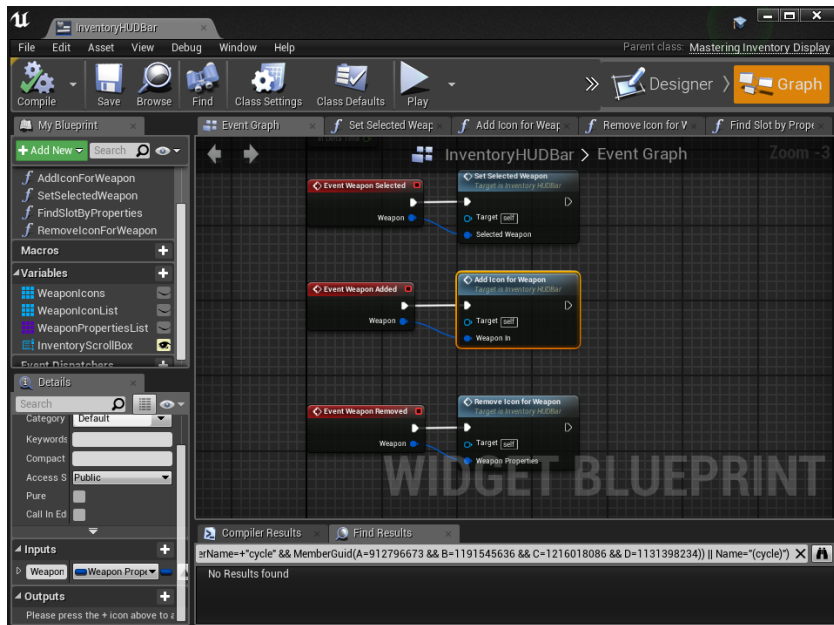 InventoryHUDBar
File Edit Asset View Debug Window Help
Parent class: Mastering Inventory Display
Compile Save Browse Find Class Settings Class Defaults Play
Designer Graph
My Blueprint
Event Graph
Set Selected Weap
Add Icon for Weap
Remove Icon for V
Find Slot by Prope
+ Add New
Search
InventoryHUDBar > Event Graph
Zoom -3
AddIconForWeapon
SetSelectedWeapon
FindSlotByProperties
RemoveIconForWeapon
Macros
Variables
WeaponIcons
WeaponIconList
WeaponPropertiesList
InventoryScrollBox
Event Dispatchers
Details
Search
Category Default
Keywords
Compact
Access S Public
Pure
Call In Ed
Inputs
Weapon Weapon Prope
Outputs
Please press the + icon above to a
In Delta Time
Event Weapon Selected
Weapon
Set Selected Weapon
Target is Inventory HUDBar
Target self
Selected Weapon
Event Weapon Added
Weapon
Add Icon for Weapon
Target is Inventory HUDBar
Target self
Weapon In
Event Weapon Removed
Weapon
Remove Icon for Weapon
Target is Inventory HUDBar
Target self
Weapon Properties
WIDGET BLUEPRINT
Compiler Results
Find Results
erName=+"cycle" && MemberGuid(A=912796673 && B=1191545636 && C=1216018086 && D=1131398234)) || Name="(cycle)")
No Results found